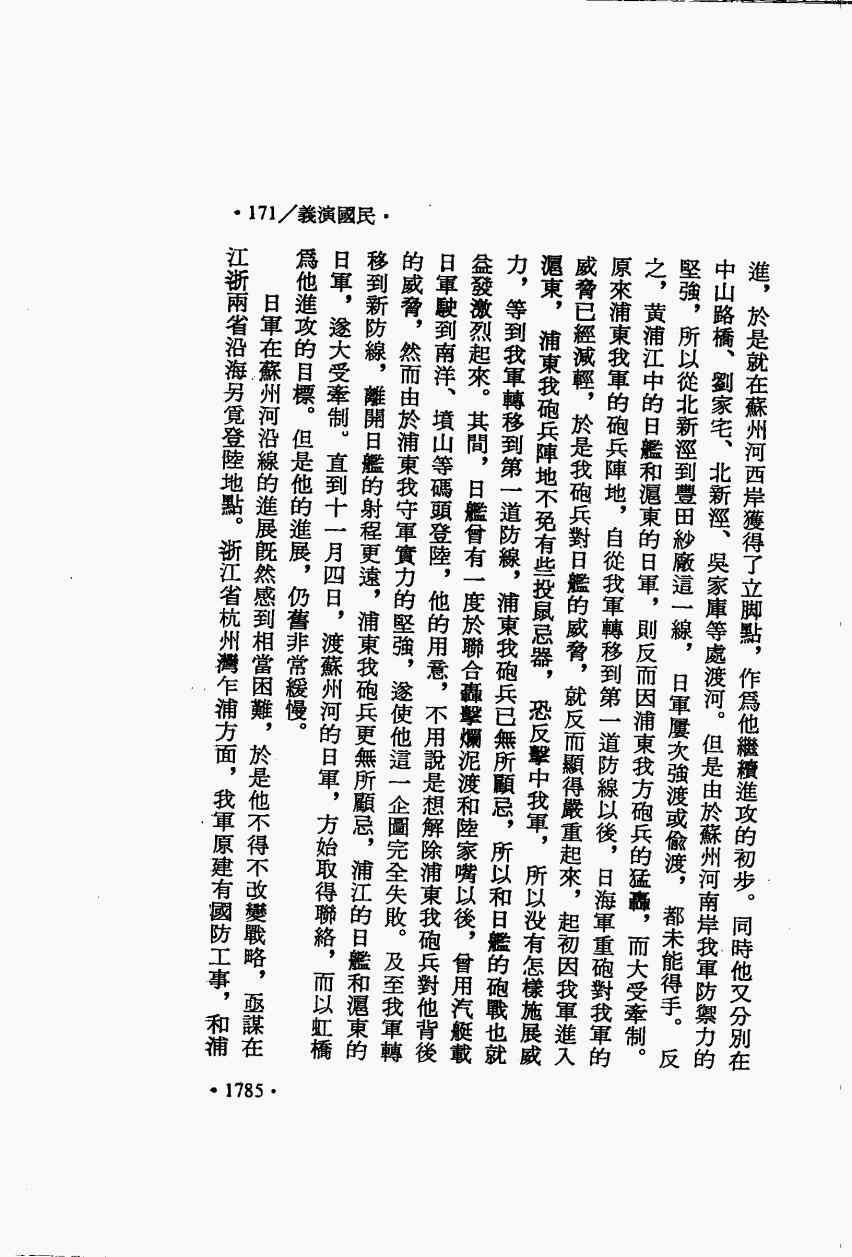 •171/義演國民•
進，於是就在蘇州河西岸獲得了立脚點，作爲他繼續進攻的初步。同時他又分別在
中山路橋、劉家宅、北新涇、吳家庫等處渡河。但是由於蘇州河南岸我軍防禦力的
堅強，所以從北新涇到豐田紗廠這一線，日軍屢次強渡或偸渡，都未能得手。反
之，黃浦江中的日艦和滬東的日軍，則反而因浦東我方砲兵的猛轟，而大受牽制。
原來浦東我軍的砲兵陣地，自從我軍轉移到第一道防線以後，日海軍重砲對我軍的
威脅已經減輕，於是我砲兵對日艦的威脅，就反而顯得嚴重起來，起初因我軍進入
滬東，浦東我砲兵陣地不免有些投鼠忌器，恐反擊中我軍，所以没有怎樣施展威
力，等到我軍轉移到第一道防線，浦東我砲兵已無所顧忌，所以和日艦的砲戰也就
益發激烈起來。其間，日艦曾有一度於聯合轟擊爛泥渡和陸家嘴以後，曾用汽艇載
日軍駛到南洋、墳山等碼頭登陸，他的用意，不用說是想解除浦東我砲兵對他背後
的威脅，然而由於浦東我守軍實力的堅強，遂使他這一企圖完全失敗。及至我軍轉
移到新防線，離開日艦的射程更遠，浦東我砲兵更無所顧忌，浦江的日艦和滬東的
日軍，遂大受牽制。直到十一月四日，渡蘇州河的日軍，方始取得聯絡，而以虹橋
爲他進攻的目標。但是他的進展，仍舊非常緩慢。
日軍在蘇州河沿線的進展旣然感到相當困難，於是他不得不改變戰略，亟謀在
江浙兩省沿海另覓登陸地點。浙江省杭州灣乍浦方面，我軍原建有國防工事，和浦
•1785•